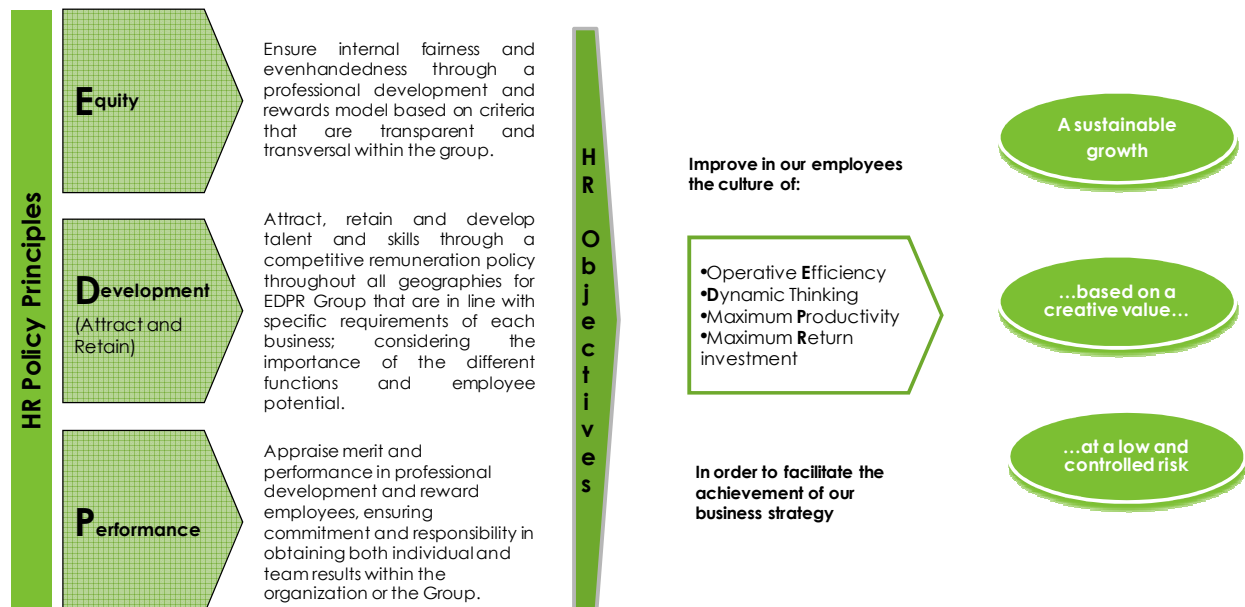 HR Policy Principles
Equity
Ensure internal fairness and
evenhandedness through a
professional development and
rewards model based on criteria
that are transparent and
transversal within the group.
Development
(Attract and
Retain)
Attract, retain and develop
talent and skills through a
competitive remuneration policy
throughout all geographies for
EDPR Group that are in line with
specific requirements of each
business; considering the
importance of the different
functions and employee
potential.
Performance
Appraise merit and
performance in professional
development and reward
employees, ensuring
commitment and responsibility in
obtaining both individual and
team results within the
organization or the Group.
HR Objectives
Improve in our employees
the culture of:
•Operative Efficiency
•Dynamic Thinking
•Maximum Productivity
•Maximum Return
investment
In order to facilitate the
achievement of our
business strategy
A sustainable
growth
…based on a
creative value…
…at a low and
controlled risk